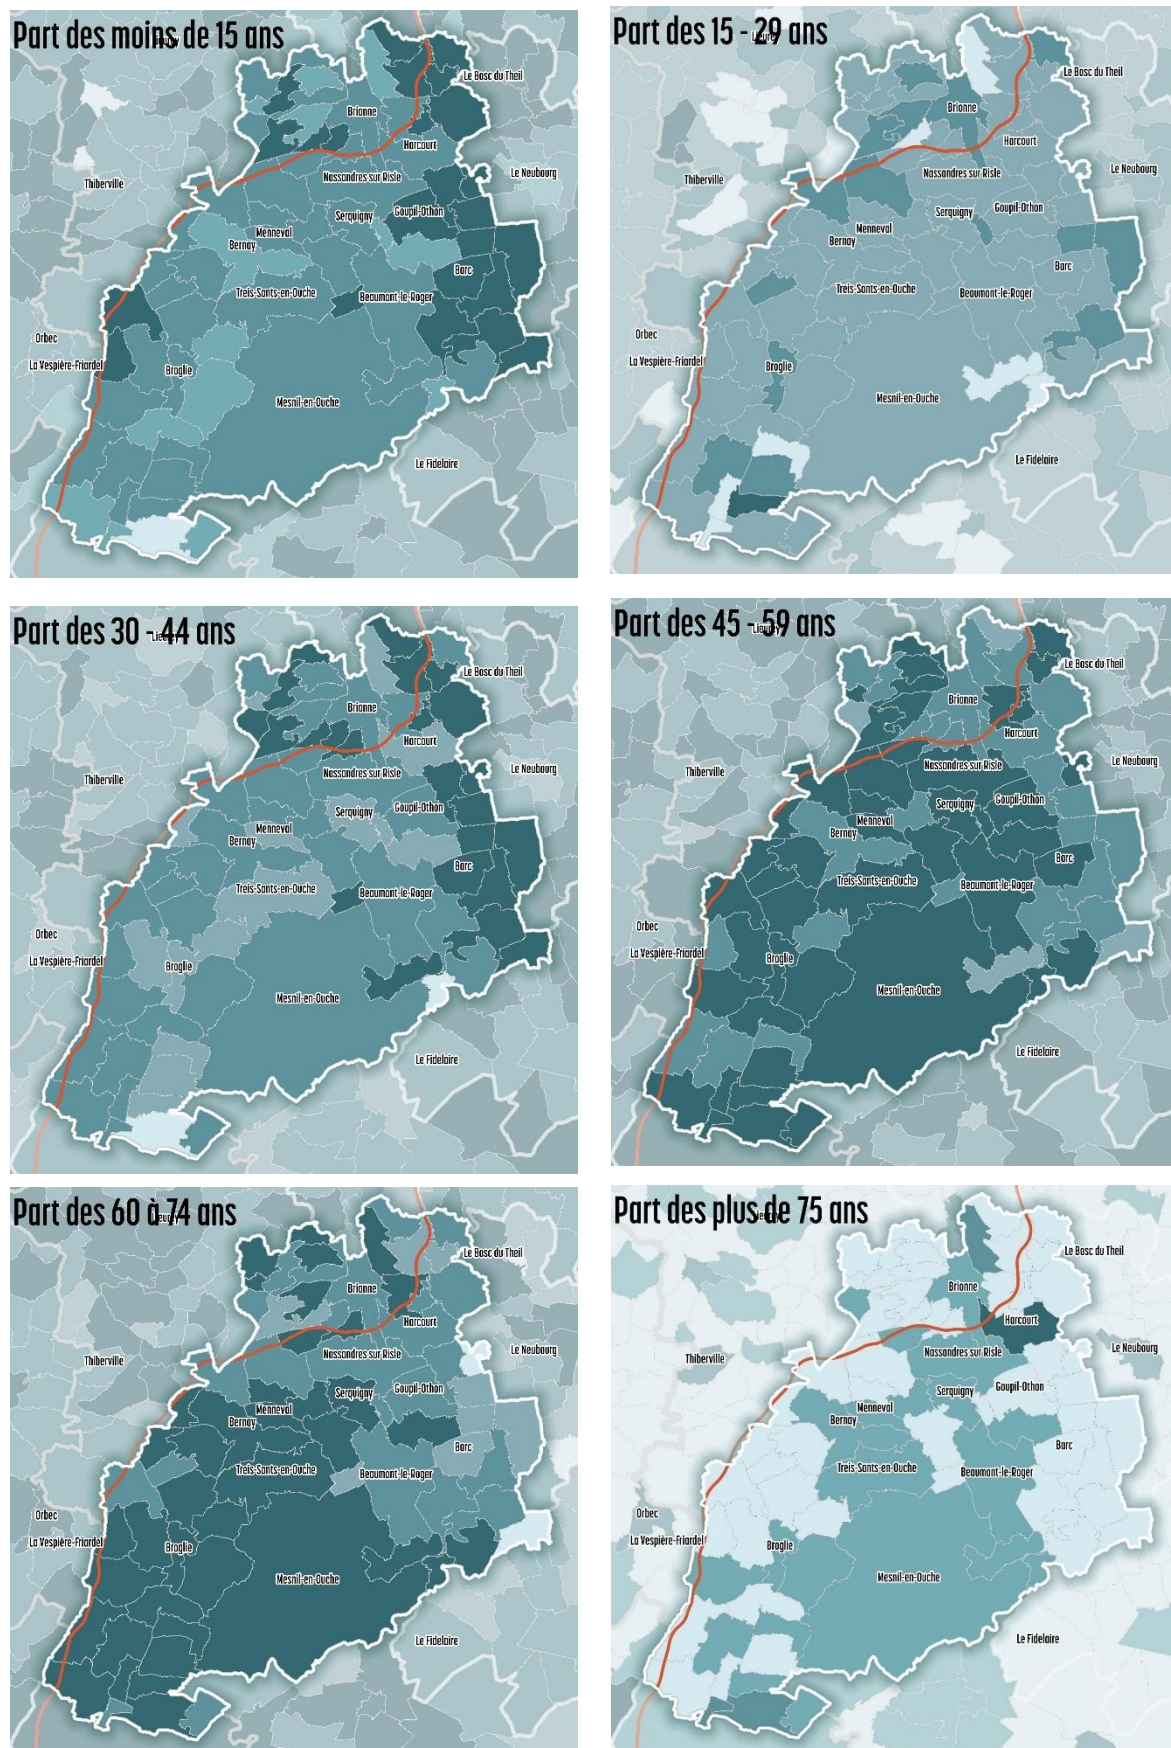 Part des moins de 15 ans
Lieurey
Le Bosc du Theil
Brionne
Harcourt
Le Neubourg
Thiberville
Nassandres sur Risle
Serquigny
Goupil-Othon
Menneval
Bernay
Barc
Treis-Sants-en-Ouche
Beaumont-le-Roger
Orbec
La Vespière-Friardel
Broglie
Mesnil-en-Ouche
Le Fidelaire
Part des 15 - 29 ans
Lieurey
Le Bosc du Theil
Brionne
Harcourt
Le Neubourg
Thiberville
Nassandres sur Risle
Serquigny
Goupil-Othon
Menneval
Bernay
Barc
Treis-Sants-en-Ouche
Beaumont-le-Roger
Orbec
La Vespière-Friardel
Broglie
Mesnil-en-Ouche
Le Fidelaire
Part des 30 - 44 ans
Lieurey
Le Bosc du Theil
Brionne
Harcourt
Le Neubourg
Thiberville
Nassandres sur Risle
Serquigny
Goupil-Othon
Menneval
Bernay
Barc
Treis-Sants-en-Ouche
Beaumont-le-Roger
Orbec
La Vespière-Friardel
Broglie
Mesnil-en-Ouche
Le Fidelaire
Part des 45 - 59 ans
Lieurey
Le Bosc du Theil
Brionne
Harcourt
Le Neubourg
Thiberville
Nassandres sur Risle
Serquigny
Goupil-Othon
Menneval
Bernay
Barc
Treis-Sants-en-Ouche
Beaumont-le-Roger
Orbec
La Vespière-Friardel
Broglie
Mesnil-en-Ouche
Le Fidelaire
Part des 60 à 74 ans
Lieurey
Le Bosc du Theil
Brionne
Harcourt
Le Neubourg
Thiberville
Nassandres sur Risle
Serquigny
Goupil-Othon
Menneval
Bernay
Barc
Treis-Sants-en-Ouche
Beaumont-le-Roger
Orbec
La Vespière-Friardel
Broglie
Mesnil-en-Ouche
Le Fidelaire
Part des plus de 75 ans
Lieurey
Le Bosc du Theil
Brionne
Harcourt
Le Neubourg
Thiberville
Nassandres sur Risle
Serquigny
Goupil-Othon
Menneval
Bernay
Barc
Treis-Sants-en-Ouche
Beaumont-le-Roger
Orbec
La Vespière-Friardel
Broglie
Mesnil-en-Ouche
Le Fidelaire